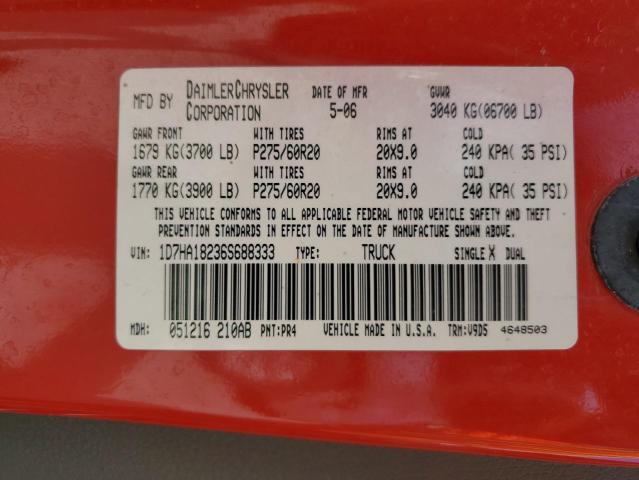 MFD BY DAIMLERCHRYSLER CORPORATION DATE OF MFR 5-06 GVWR 3040 KG(06700 LB)
GAWR FRONT WITH TIRES RIMS AT COLD
1679 KG(3700 LB) P275/60R20 20X9.0 240 KPA( 35 PSI)
GAWR REAR WITH TIRES RIMS AT COLD
1770 KG(3900 LB) P275/60R20 20X9.0 240 KPA( 35 PSI)
THIS VEHICLE CONFORMS TO ALL APPLICABLE FEDERAL MOTOR VEHICLE SAFETY AND THEFT
PREVENTION STANDARDS IN EFFECT ON THE DATE OF MANUFACTURE SHOWN ABOVE.
VIN: 1D7HA18236S688333 TYPE: TRUCK SINGLE X DUAL
MDH: 051216 210AB PNT:PR4 VEHICLE MADE IN U.S.A. TRM:V9D5 4648503